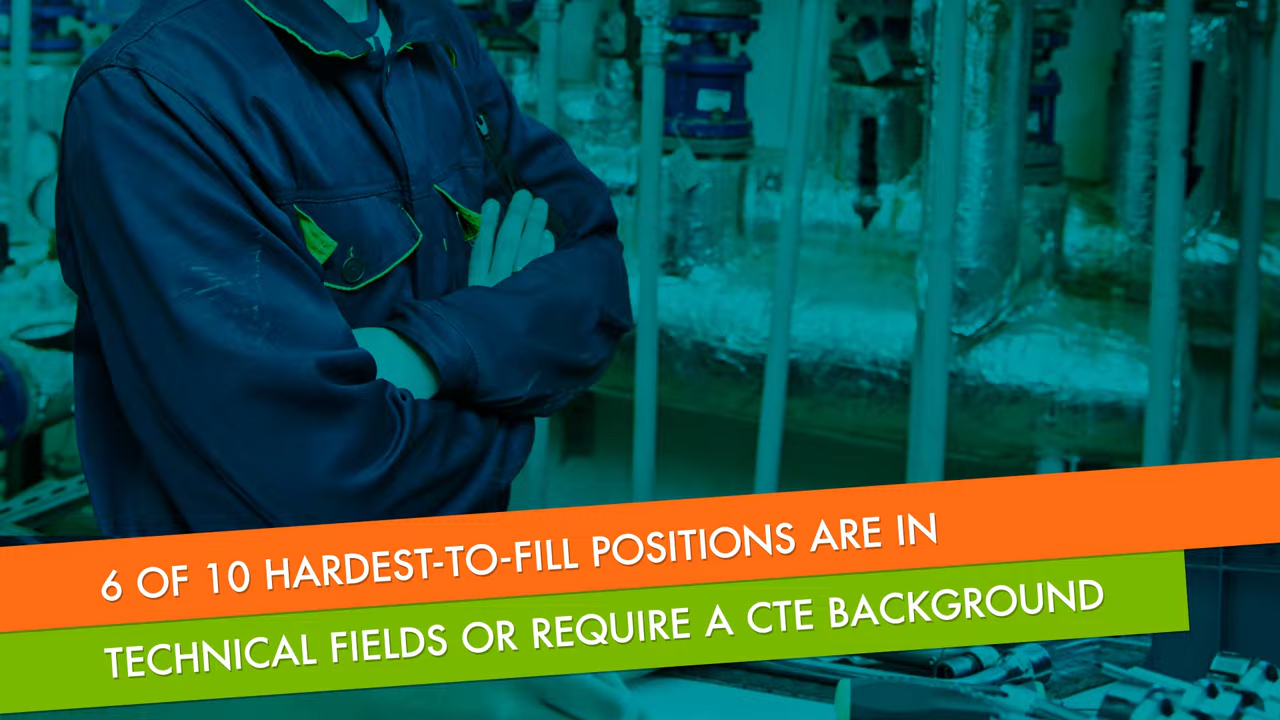 6 OF 10 HARDEST-TO-FILL POSITIONS ARE IN
TECHNICAL FIELDS OR REQUIRE A CTE BACKGROUND